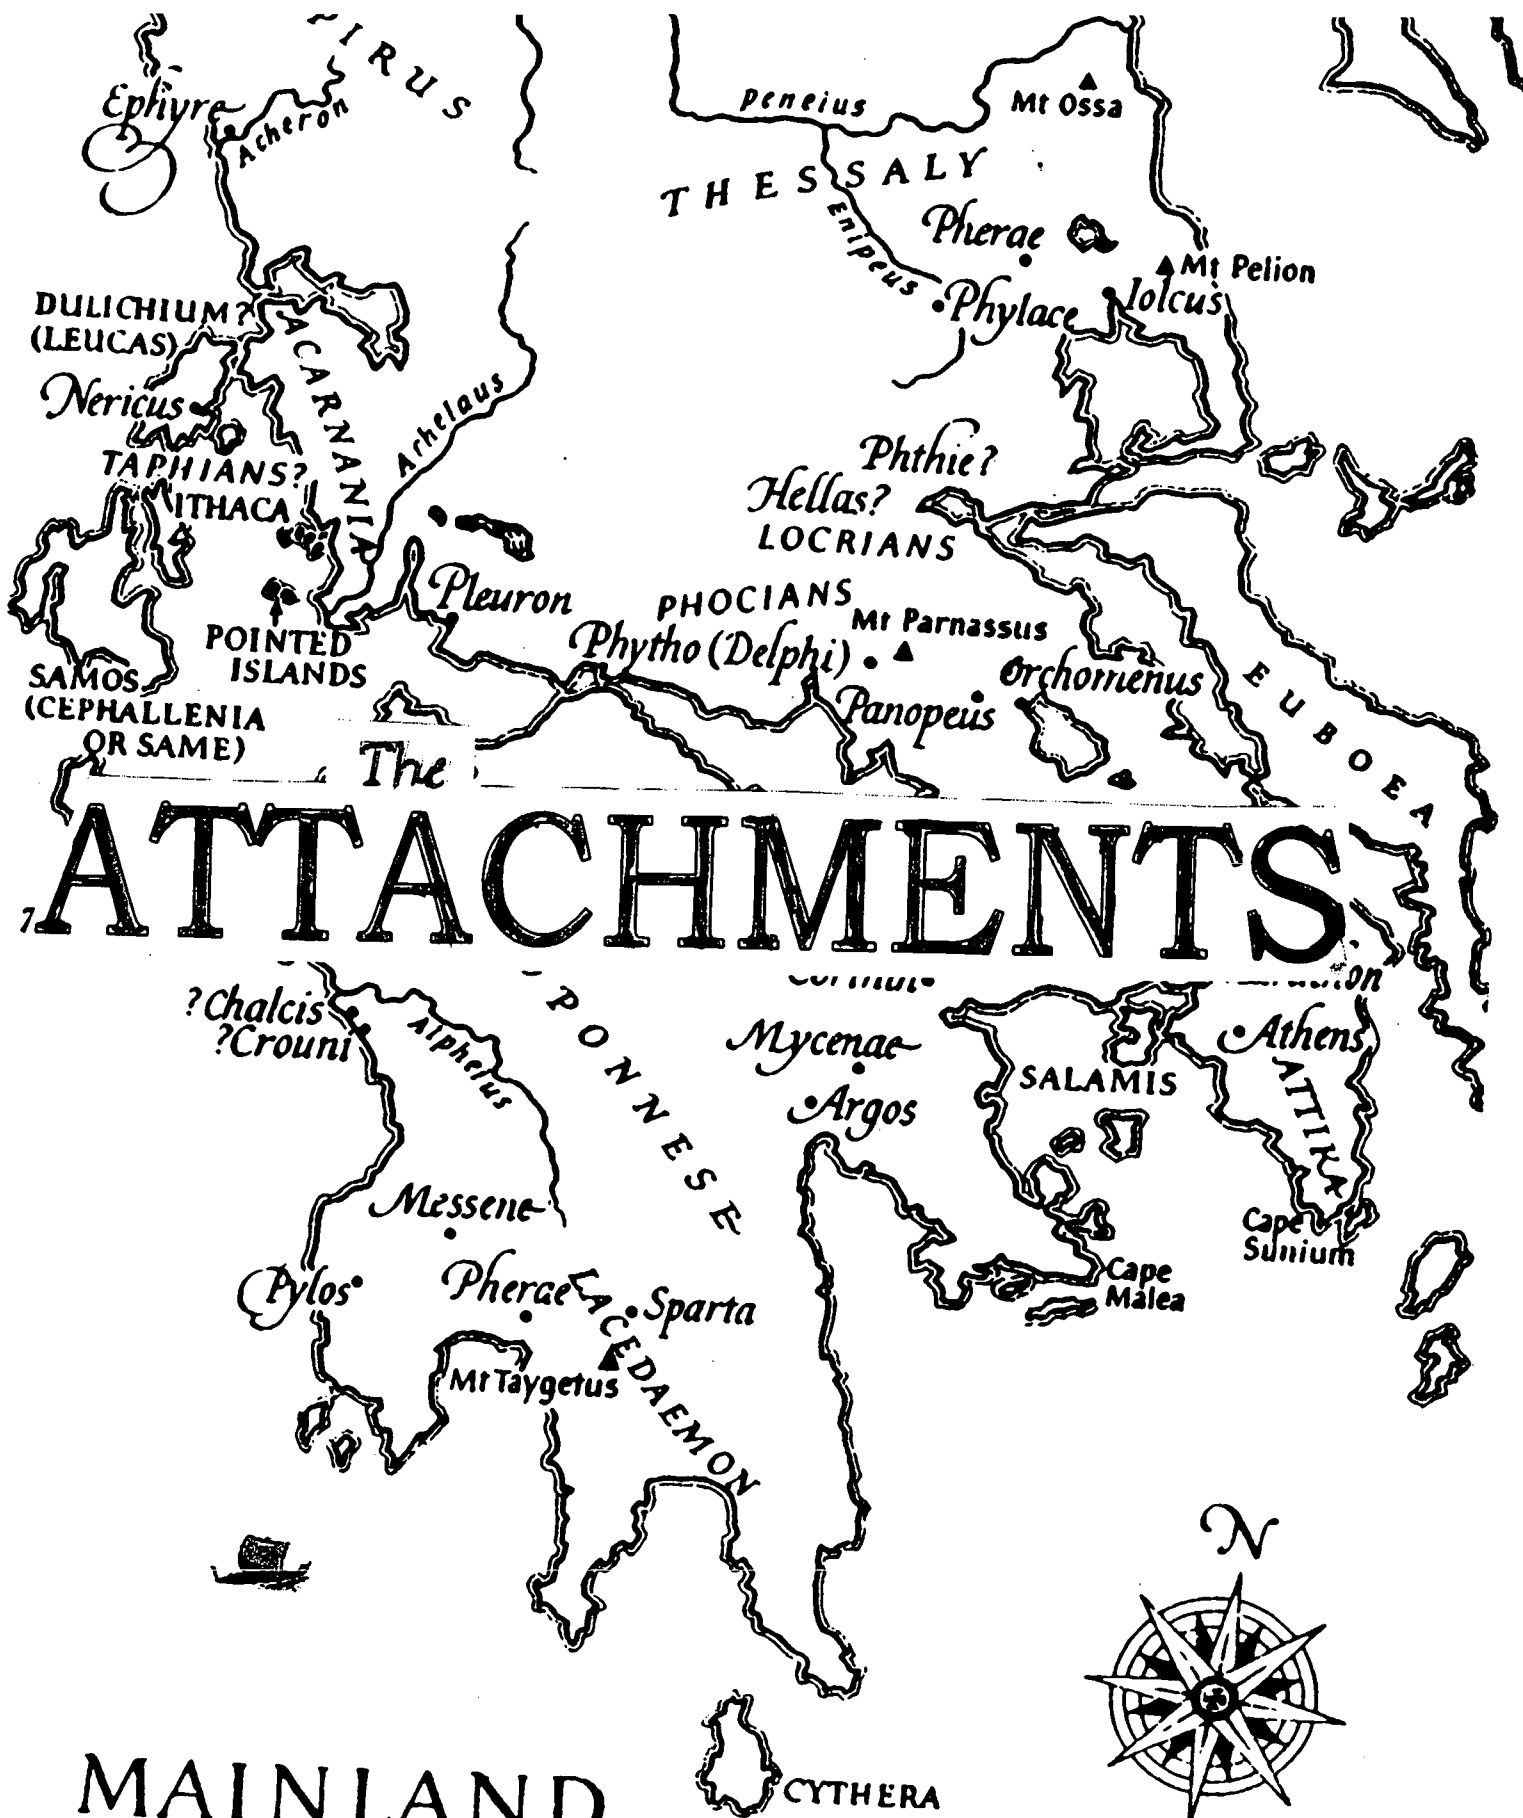 PIRUS
Ephyre
Acheron
Peneius
Mt Ossa
THESSALY
Enipeus
Pherae
Mt Pelion
Iolcus
Phylace
DULICHIUM?
(LEUCAS)
ACARNANIA
Nericus
Arhelaus
Phthie?
TAPHIANS?
Hellas?
ITHACA
LOCRIANS
Pleuron
PHOCIANS
Mt Parnassus
POINTED
ISLANDS
Phytho (Delphi)
Orchomenus
SAMOS
(CEPHALLENIA
OR SAME)
Panopeus
EUBOEA
The
ATTACHMENTS
?Chalcis
?Crouni
Alpheius
PONNESE
Mycenae
Athens
SALAMIS
ATTIKA
Argos
Messene
Cape
Sunium
Pylos
Pherae
Sparta
LACEDAEMON
Cape
Malea
Mt Taygetus
N
MAINLAND
CYTHERA